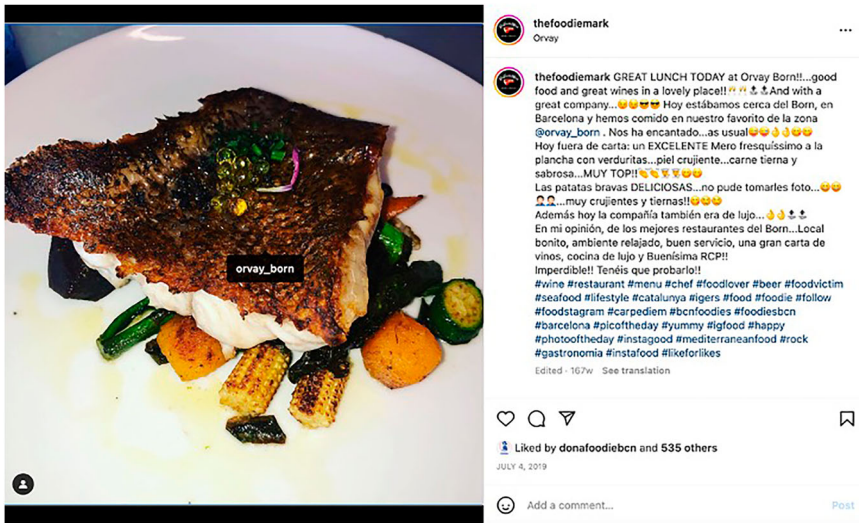 orvay_born
thefoodiemark
Orvay
thefoodiemark GREAT LUNCH TODAY at Orvay Born!!...good
food and great wines in a lovely place!!🥂🥂🍾🍾And with a
great company...😉😉😎😎 Hoy estábamos cerca del Born, en
Barcelona y hemos comido en nuestro favorito de la zona
@orvay_born . Nos ha encantado...as usual😋😋👌👌😋😋
Hoy fuera de carta: un EXCELENTE Mero fresquíssimo a la
plancha con verduritas...piel crujiente...carne tierna y
sabrosa...MUY TOP!!
Las patatas bravas DELICIOSAS...no pude tomarles foto...
...muy crujientes y tiernas!!
Además hoy la compañía también era de lujo...
En mi opinión, de los mejores restaurantes del Born...Local
bonito, ambiente relajado, buen servicio, una gran carta de
vinos, cocina de lujo y Buenísima RCP!!
Imperdible!! Tenéis que probarlo!!
#wine #restaurant #menu #chef #foodlover #beer #foodvictim
#seafood #lifestyle #catalunya #igers #food #foodie #follow
#foodstagram #carpediem #bcnfoodies #foodiesbcn
#barcelona #picoftheday #yummy #igfood #happy
#photooftheday #instagood #mediterraneanfood #rock
#gastronomia #instafood #likeforlikes
Edited · 167w See translation
Liked by donafoodiebcn and 535 others
JULY 4, 2019
Add a comment...
Post